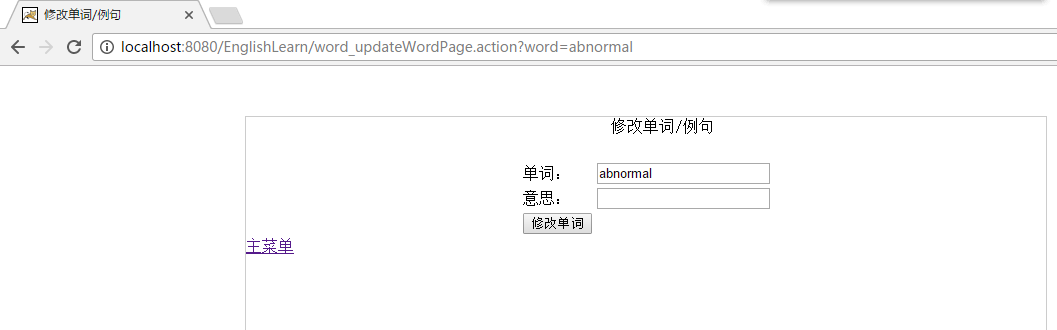 修改单词/例句
localhost:8080/EnglishLearn/word_updateWordPage.action?word=abnormal
修改单词/例句
单词： abnormal
意思：
修改单词
主菜单